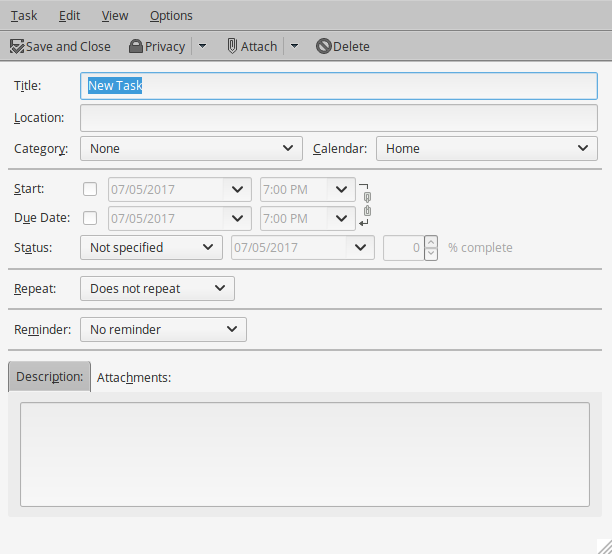 Task Edit View Options
Save and Close Privacy Attach Delete
Title: New Task
Location:
Category: None Calendar: Home
Start: 07/05/2017 7:00 PM
Due Date: 07/05/2017 7:00 PM
Status: Not specified 07/05/2017 0 % complete
Repeat: Does not repeat
Reminder: No reminder
Description: Attachments: